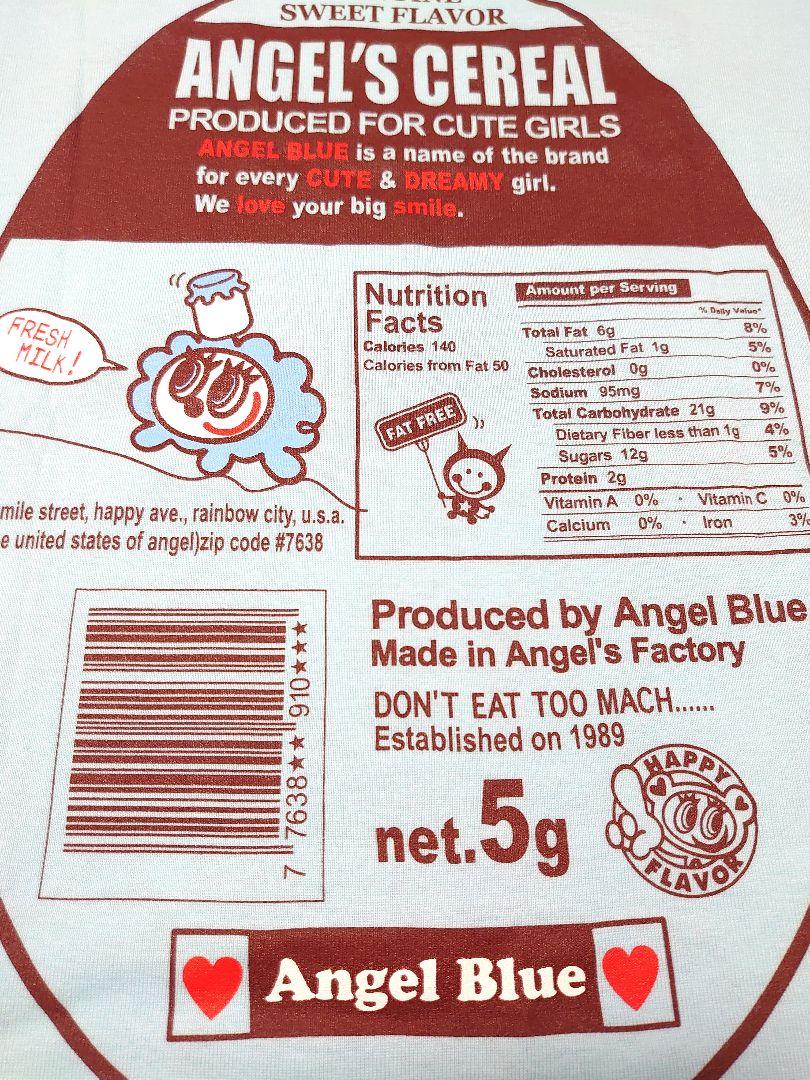 SWEET FLAVOR
ANGEL'S CEREAL
PRODUCED FOR CUTE GIRLS
ANGEL BLUE is a name of the brand
for every CUTE & DREAMY girl.
We love your big smile.
FRESH
MILK!
mile street, happy ave., rainbow city, u.s.a.
e united states of angel)zip code #7638
Nutrition
Facts
Calories 140
Calories from Fat 50
FAT FREE
Amount per Serving
% Daily Value*
Total Fat 6g 8%
Saturated Fat 1g 5%
Cholesterol 0g 0%
Sodium 95mg 7%
Total Carbohydrate 21g 9%
Dietary Fiber less than 1g 4%
Sugars 12g 5%
Protein 2g
Vitamin A 0% · Vitamin C 0%
Calcium 0% · Iron 3%
7 7638★★ 910★★★
Produced by Angel Blue
Made in Angel's Factory
DON'T EAT TOO MACH......
Established on 1989
net.5g
HAPPY
FLAVOR
Angel Blue